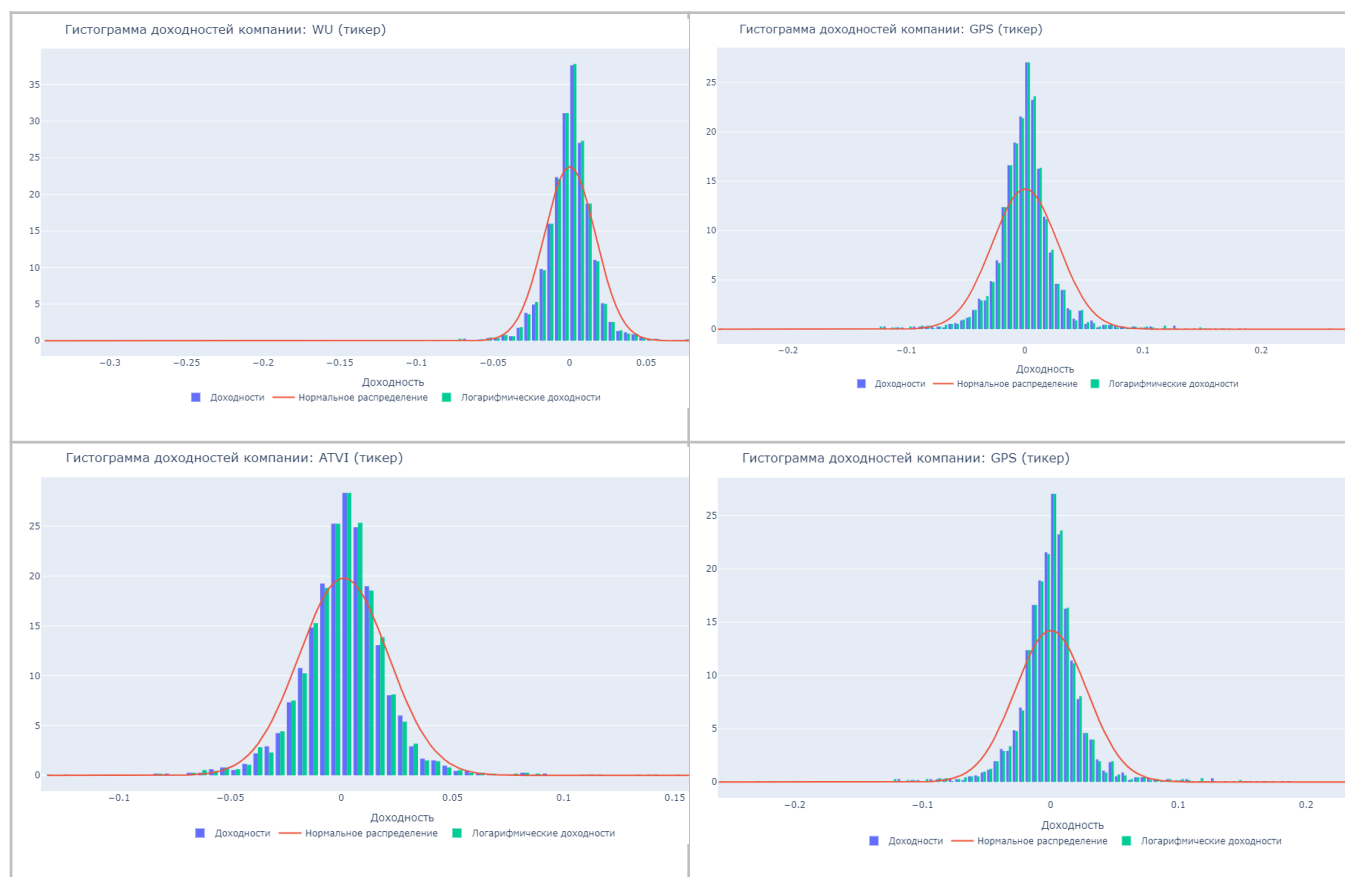 Гистограмма доходностей компании: WU (тикер)
35
30
25
20
15
10
5
0
−0.3 −0.25 −0.2 −0.15 −0.1 −0.05 0 0.05
Доходность
Доходности Нормальное распределение Логарифмические доходности
Гистограмма доходностей компании: GPS (тикер)
25
20
15
10
5
0
−0.2 −0.1 0 0.1 0.2
Доходность
Доходности Нормальное распределение Логарифмические доходности
Гистограмма доходностей компании: ATVI (тикер)
25
20
15
10
5
0
−0.1 −0.05 0 0.05 0.1 0.15
Доходность
Доходности Нормальное распределение Логарифмические доходности
Гистограмма доходностей компании: GPS (тикер)
25
20
15
10
5
0
−0.2 −0.1 0 0.1 0.2
Доходность
Доходности Нормальное распределение Логарифмические доходности